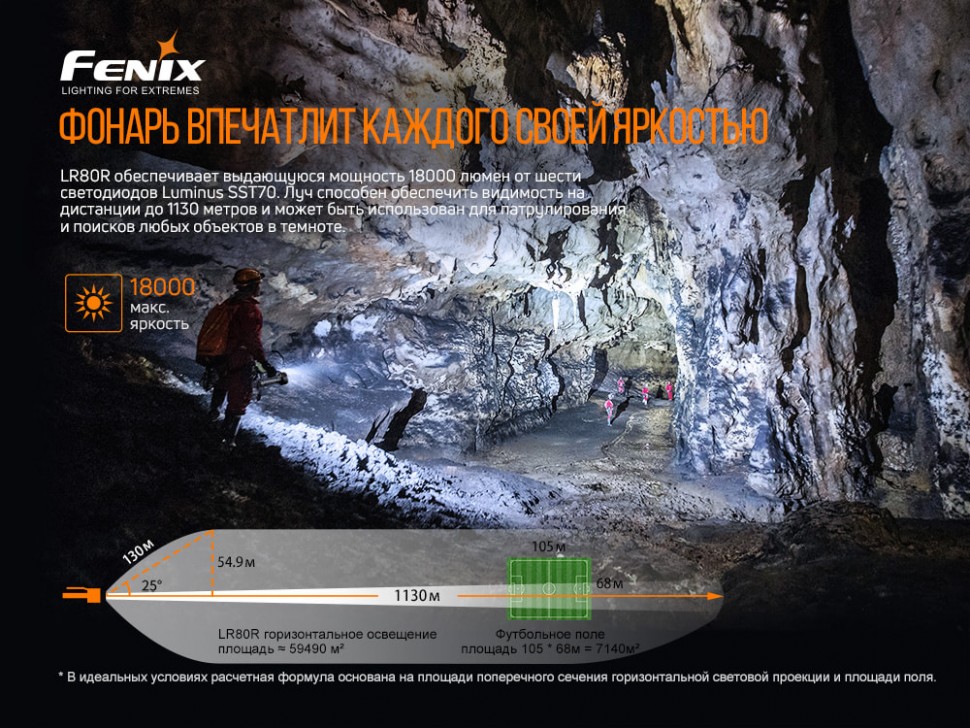 FENIX
LIGHTING FOR EXTREMES
ФОНАРЬ ВПЕЧАТЛИТ КАЖДОГО СВОЕЙ ЯРКОСТЬЮ
LR80R обеспечивает выдающуюся мощность 18000 люмен от шести
светодиодов Luminus SST70. Луч способен обеспечить видимость на
дистанции до 1130 метров и может быть использован для патрулирования
и поисков любых объектов в темноте.
18000
макс.
яркость
130м
54.9м
25°
105м
68м
1130м
LR80R горизонтальное освещение
площадь ≈ 59490 м²
Футбольное поле
площадь 105 * 68м = 7140м²
* В идеальных условиях расчетная формула основана на площади поперечного сечения горизонтальной световой проекции и площади поля.